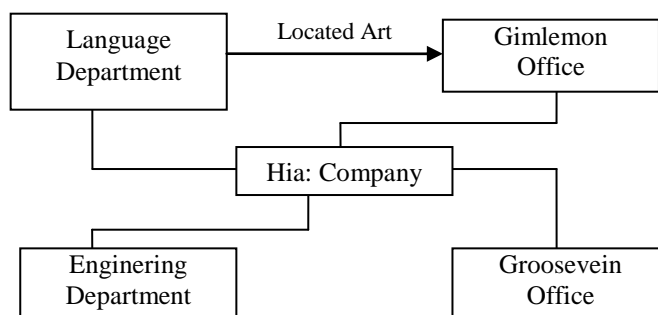 Language
Department
Located Art
Gimlemon
Office
Hia: Company
Enginering
Department
Groosevein
Office